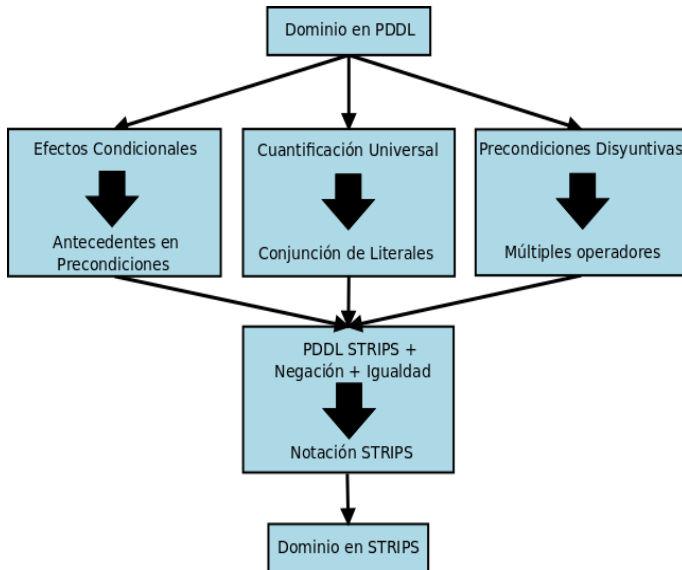 Dominio en PDDL
Efectos Condicionales
Antecedentes en
Precondiciones
Cuantificación Universal
Conjunción de Literales
Precondiciones Disyuntivas
Múltiples operadores
PDDL STRIPS +
Negación + Igualdad
Notación STRIPS
Dominio en STRIPS